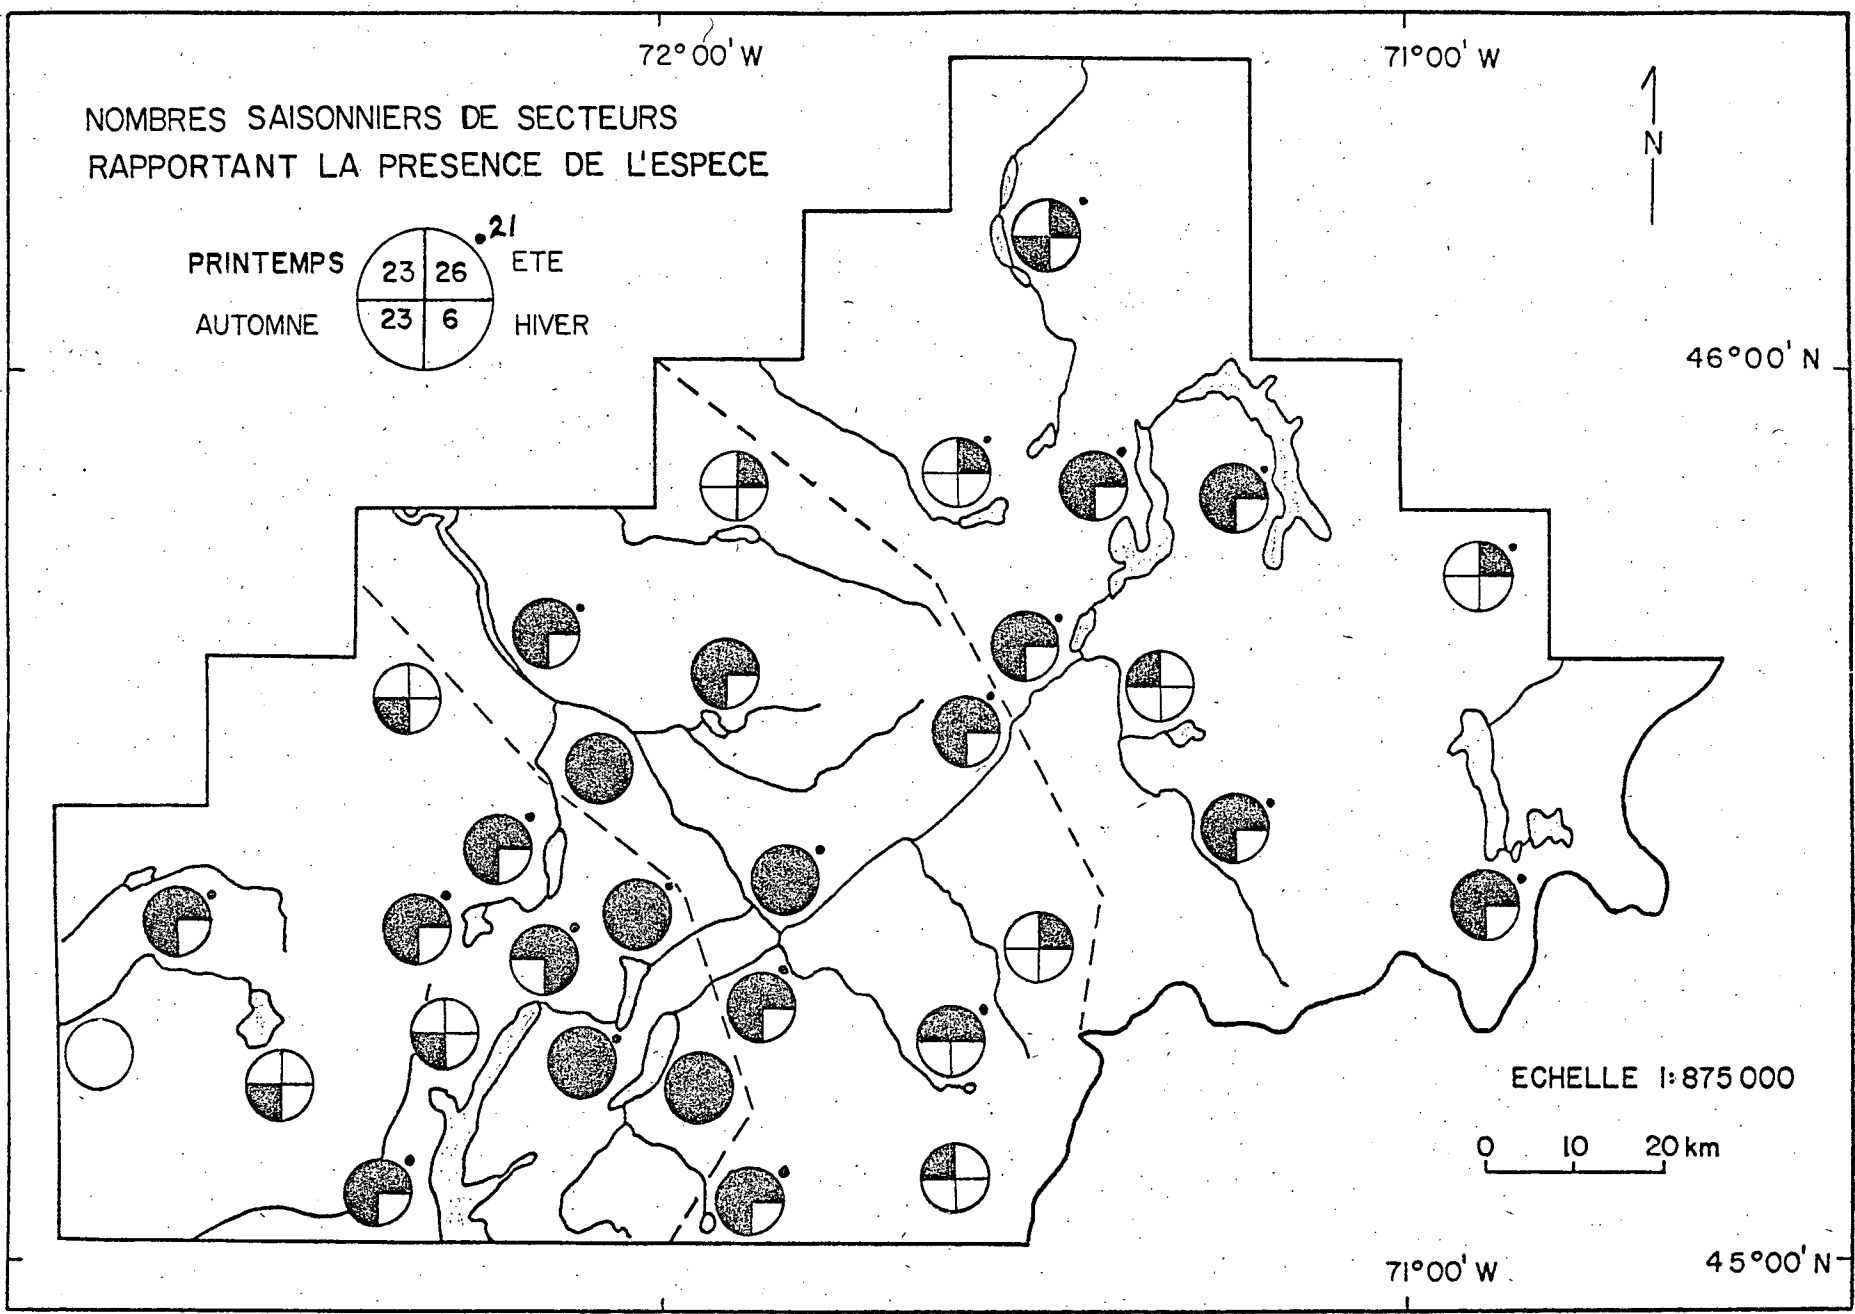 72°00' W
71°00' W
NOMBRES SAISONNIERS DE SECTEURS
RAPPORTANT LA PRESENCE DE L'ESPECE
N
21
PRINTEMPS 23 26 ETE
AUTOMNE 23 6 HIVER
46°00' N
ECHELLE 1:875 000
0 10 20 km
71°00' W
45°00' N